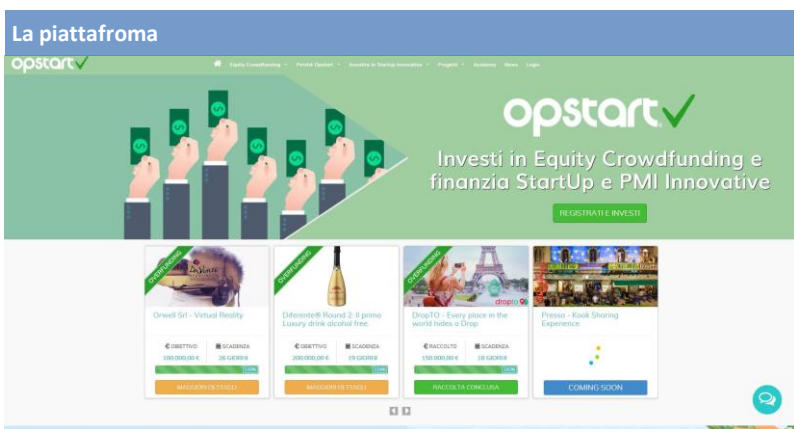 La piattafroma
opstart
Equity Crowdfunding Perché Opstart Investire in Startup Innovative Progetti Academy News Login
opstart
Investi in Equity Crowdfunding e
finanzia StartUp e PMI Innovative
REGISTRATI E INVESTI
OVERFUNDING OVERFUNDING OVERFUNDING
dropto
Orwell Srl - Virtual Reality
Diferente® Round 2: Il primo
Luxury drink alcohol free.
DropTO - Every place in the
world hides a Drop
Presso - Kook Sharing
Experience
OBIETTIVO SCADENZA OBIETTIVO SCADENZA RACCOLTO SCADENZA
100.000,00 € 26 GIORNI 200.000,00 € 19 GIORNI 150.000,00 € 18 GIORNI
MAGGIORI DETTAGLI MAGGIORI DETTAGLI RACCOLTA CONCLUSA COMING SOON